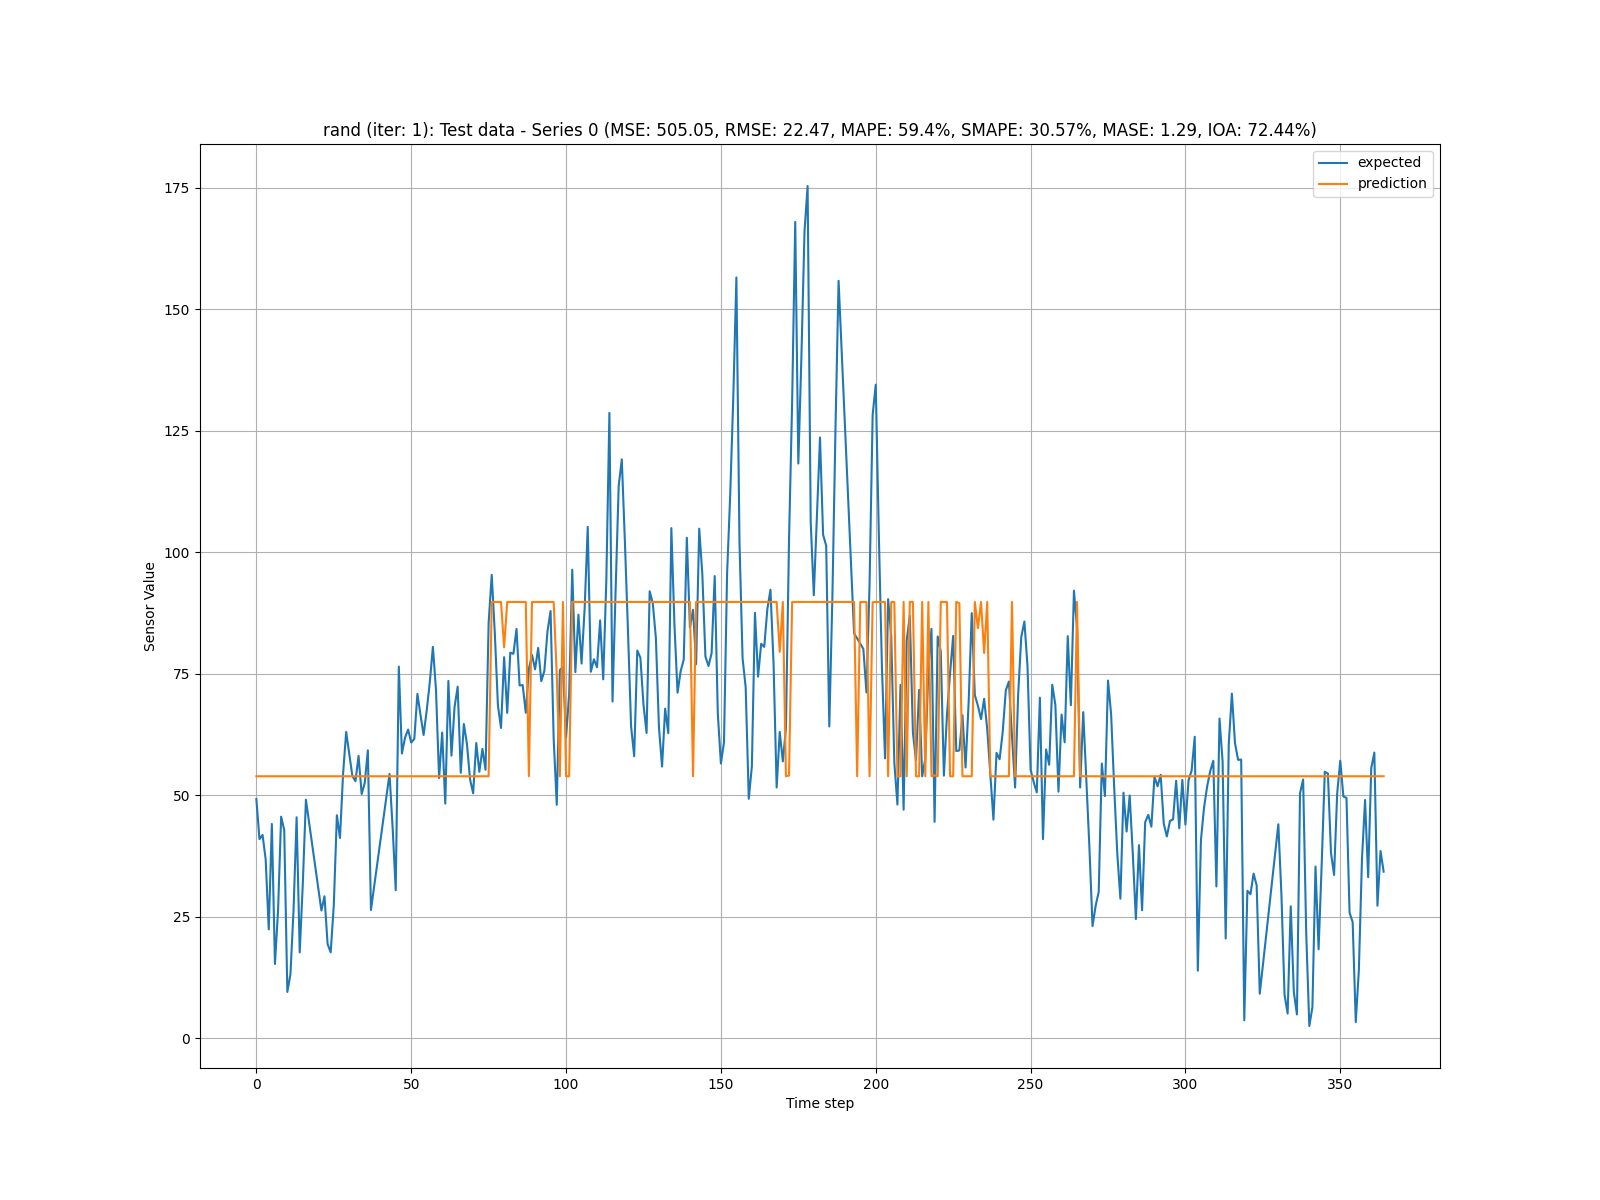 rand (iter: 1): Test data - Series 0 (MSE: 505.05, RMSE: 22.47, MAPE: 59.4%, SMAPE: 30.57%, MASE: 1.29, IOA: 72.44%)
expected
prediction
175
150
125
100
75
50
25
0
Sensor Value
0 50 100 150 200 250 300 350
Time step